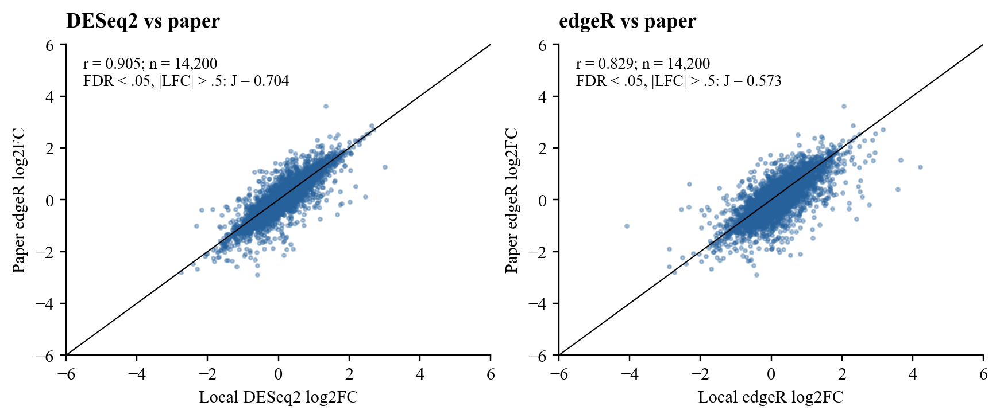 DESeq2 vs paper
r = 0.905; n = 14,200
FDR < .05, |LFC| > .5: J = 0.704
6
4
2
0
−2
−4
−6
Paper edgeR log2FC
−6 −4 −2 0 2 4 6
Local DESeq2 log2FC
edgeR vs paper
r = 0.829; n = 14,200
FDR < .05, |LFC| > .5: J = 0.573
6
4
2
0
−2
−4
−6
Paper edgeR log2FC
−6 −4 −2 0 2 4 6
Local edgeR log2FC